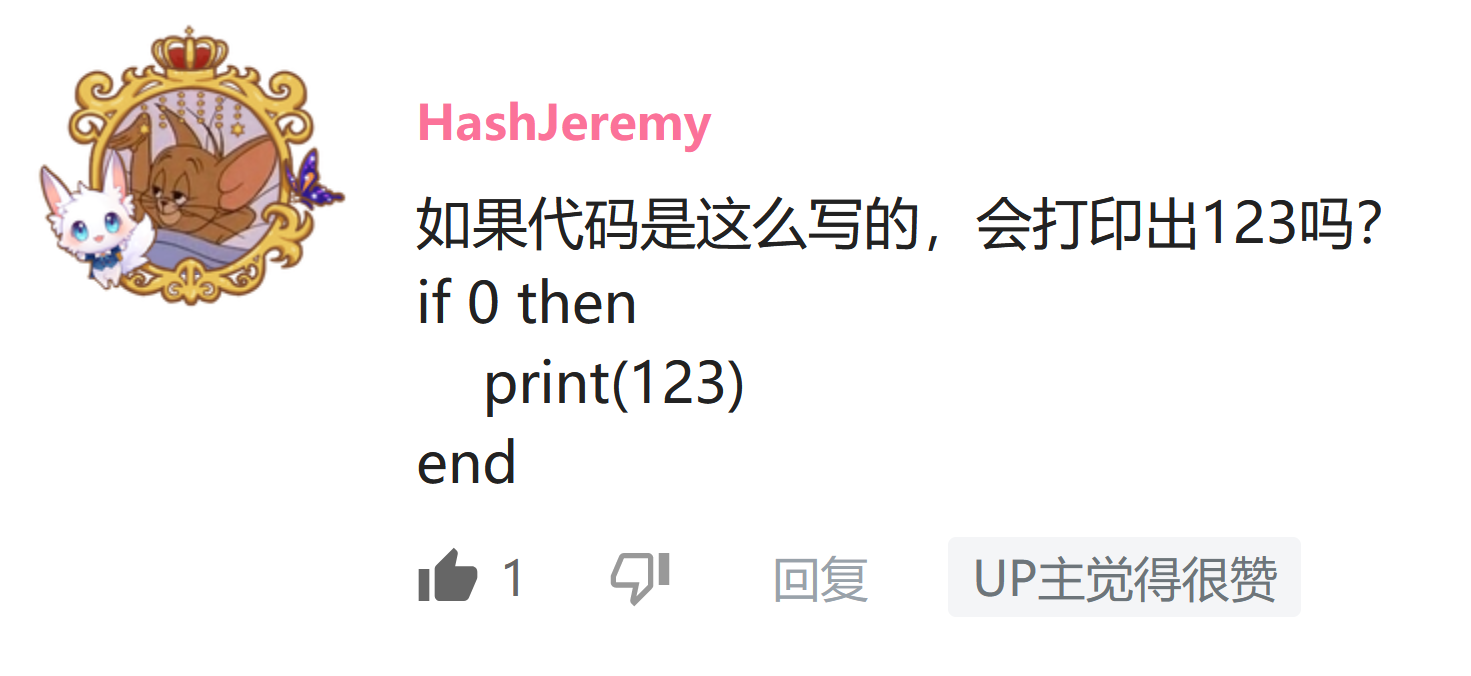 HashJeremy
如果代码是这么写的，会打印出123吗？
if 0 then
    print(123)
end
1 回复 UP主觉得很赞